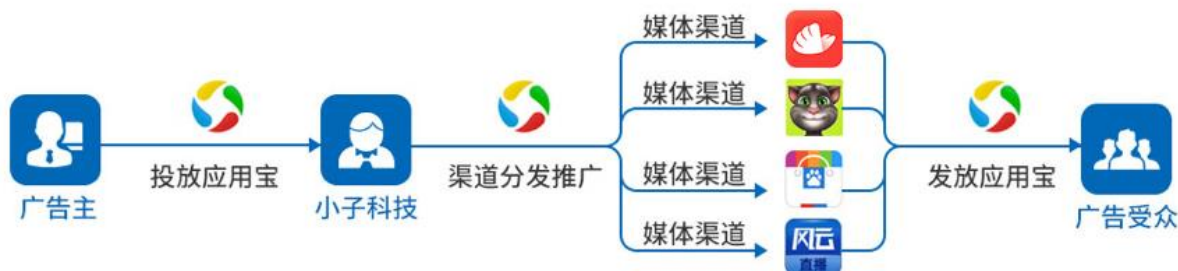 媒体渠道
媒体渠道
投放应用宝
渠道分发推广
发放应用宝
媒体渠道
广告主
小子科技
广告受众
媒体渠道
风云
直播